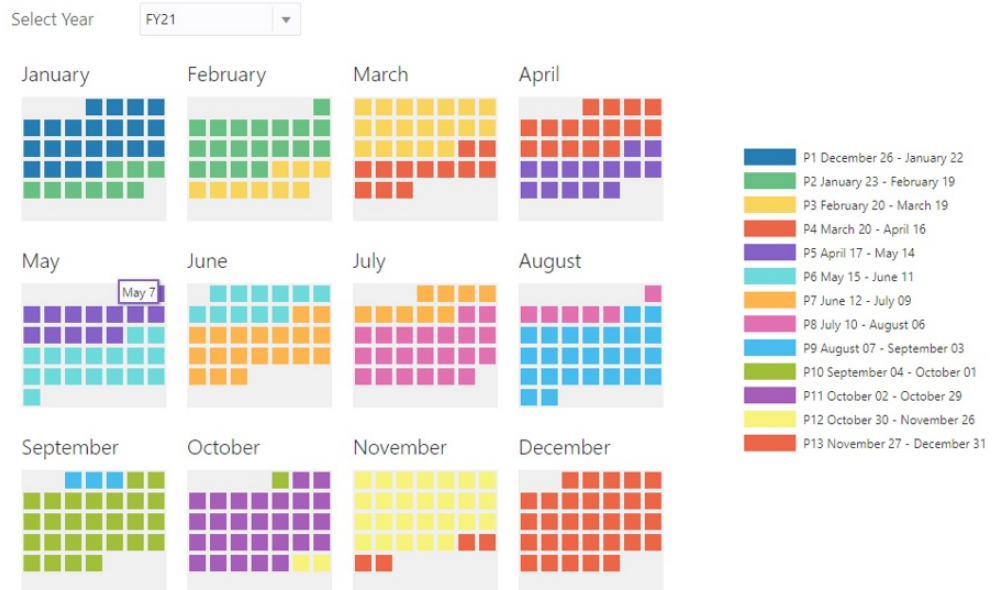 Select Year FY21
January February March April
May June July August
May 7
September October November December
P1 December 26 - January 22
P2 January 23 - February 19
P3 February 20 - March 19
P4 March 20 - April 16
P5 April 17 - May 14
P6 May 15 - June 11
P7 June 12 - July 09
P8 July 10 - August 06
P9 August 07 - September 03
P10 September 04 - October 01
P11 October 02 - October 29
P12 October 30 - November 26
P13 November 27 - December 31